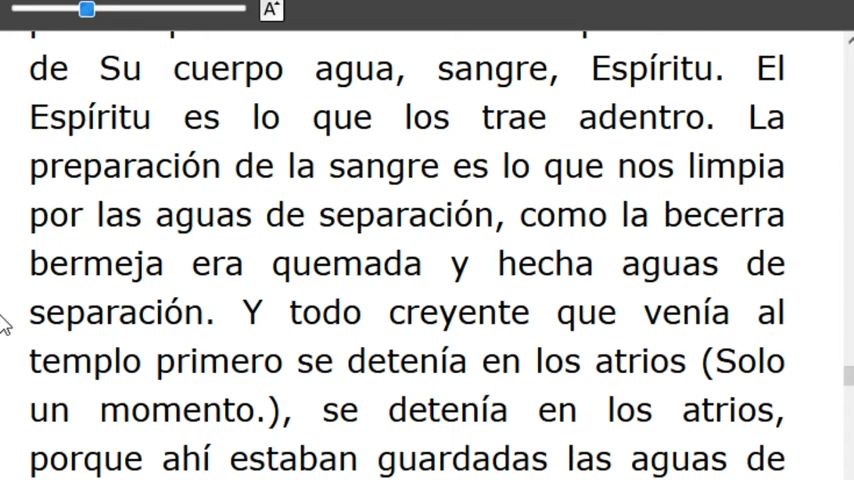 A
de Su cuerpo agua, sangre, Espíritu. El
Espíritu es lo que los trae adentro. La
preparación de la sangre es lo que nos limpia
por las aguas de separación, como la becerra
bermeja era quemada y hecha aguas de
separación. Y todo creyente que venía al
templo primero se detenía en los atrios (Solo
un momento.), se detenía en los atrios,
porque ahí estaban guardadas las aguas de